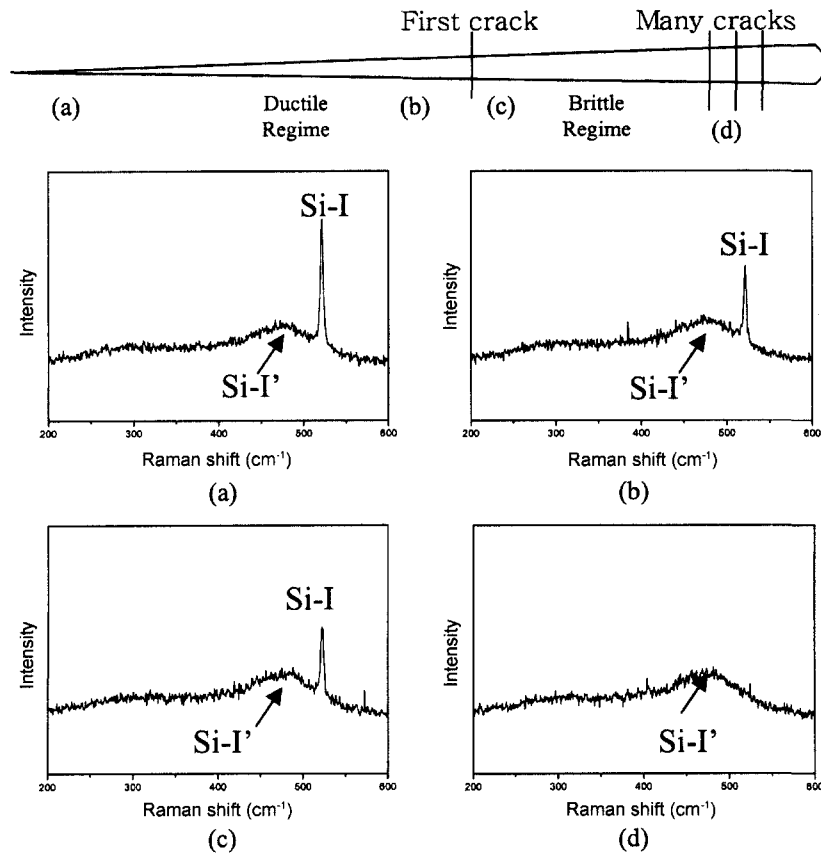 First crack Many cracks
(a) Ductile Regime (b) (c) Brittle Regime (d)
Si-I
Si-I'
Intensity
200 300 400 500 600
Raman shift (cm⁻¹)
(a)
Si-I
Si-I'
Intensity
200 300 400 500 600
Raman shift (cm⁻¹)
(b)
Si-I
Si-I'
Intensity
200 300 400 500 600
Raman shift (cm⁻¹)
(c)
Si-I'
Intensity
200 300 400 500 600
Raman shift (cm⁻¹)
(d)